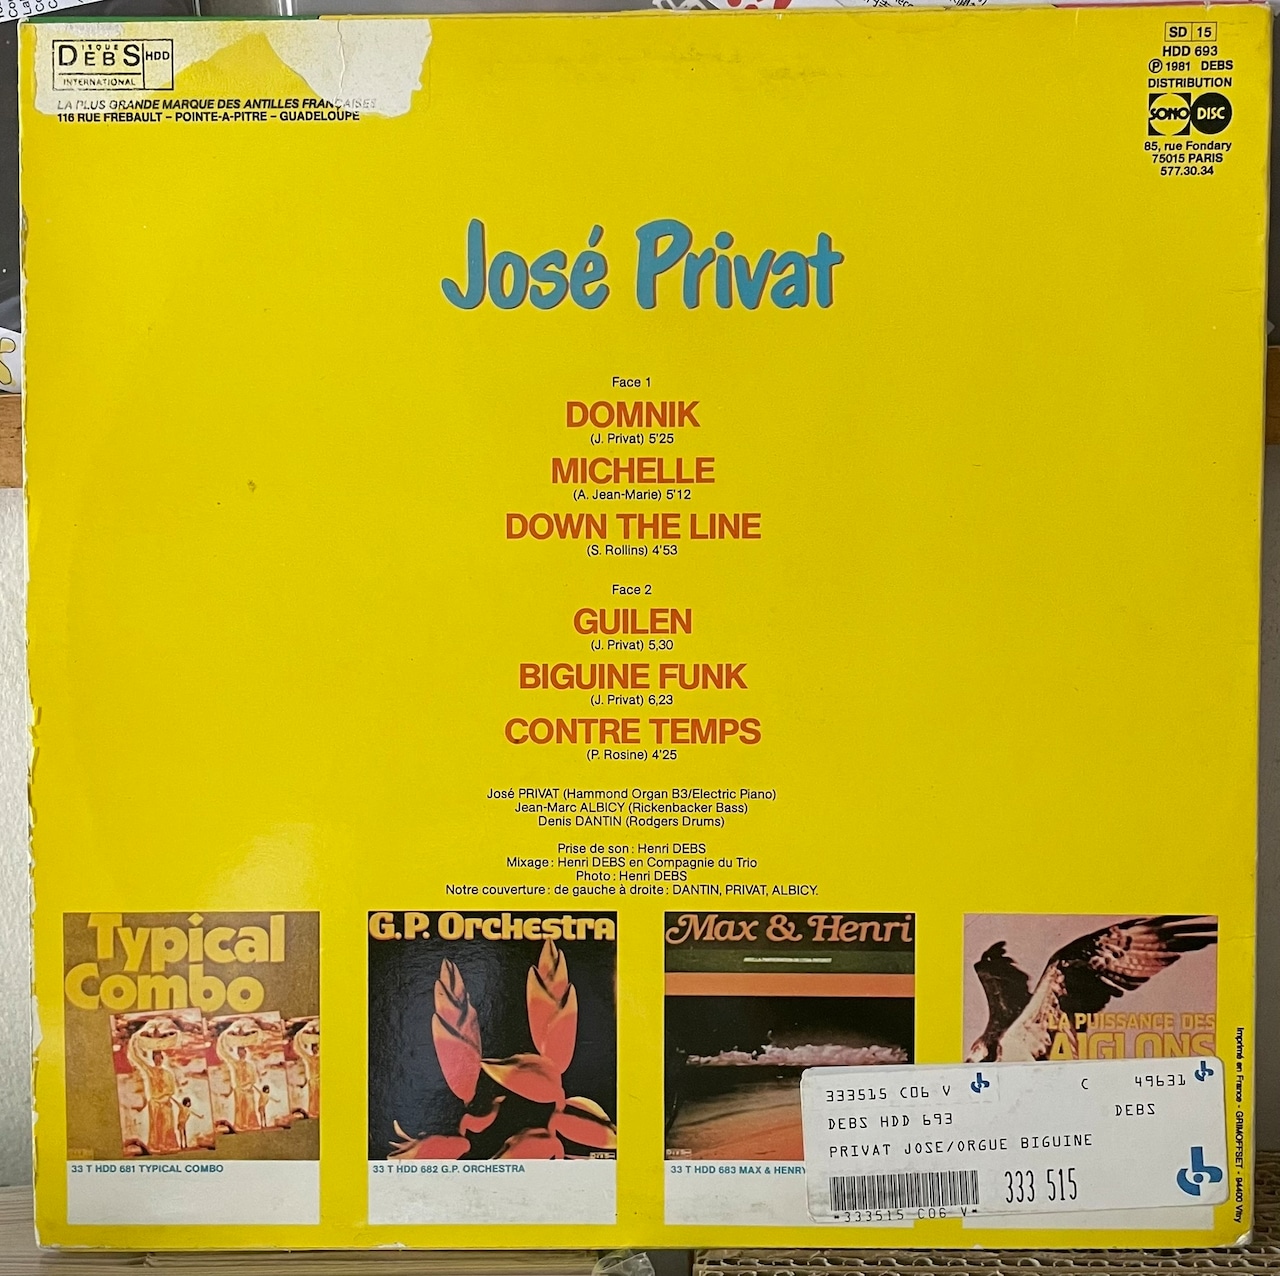 DISQUE DEBS HDD
INTERNATIONAL
LA PLUS GRANDE MARQUE DES ANTILLES FRANÇAISES
116 RUE FRÉBAULT – POINTE-A-PITRE – GUADELOUPE
SD 15
HDD 693
Ⓟ 1981 DEBS
DISTRIBUTION
SONO DISC
85, rue Fondary
75015 PARIS
577.30.34
José Privat
Face 1
DOMNIK
(J. Privat) 5'25
MICHELLE
(A. Jean-Marie) 5'12
DOWN THE LINE
(S. Rollins) 4'53
Face 2
GUILEN
(J. Privat) 5,30
BIGUINE FUNK
(J. Privat) 6,23
CONTRE TEMPS
(P. Rosine) 4'25
José PRIVAT (Hammond Organ B3/Electric Piano)
Jean-Marc ALBICY (Rickenbacker Bass)
Denis DANTIN (Rodgers Drums)
Prise de son : Henri DEBS
Mixage : Henri DEBS en Compagnie du Trio
Photo : Henri DEBS
Notre couverture : de gauche à droite : DANTIN, PRIVAT, ALBICY.
Typical
Combo
33 T HDD 681 TYPICAL COMBO
G.P. Orchestra
33 T HDD 682 G.P. ORCHESTRA
Max & Henri
33 T HDD 683 MAX & HENRY
LA PUISSANCE DES
AIGLONS
333515 C06 V C 49631
DEBS HDD 693 DEBS
PRIVAT JOSE/ORGUE BIGUINE
333 515
*333515 C06 V*
Imprimé en France - GRIMOFFSET - 94400 Vitry